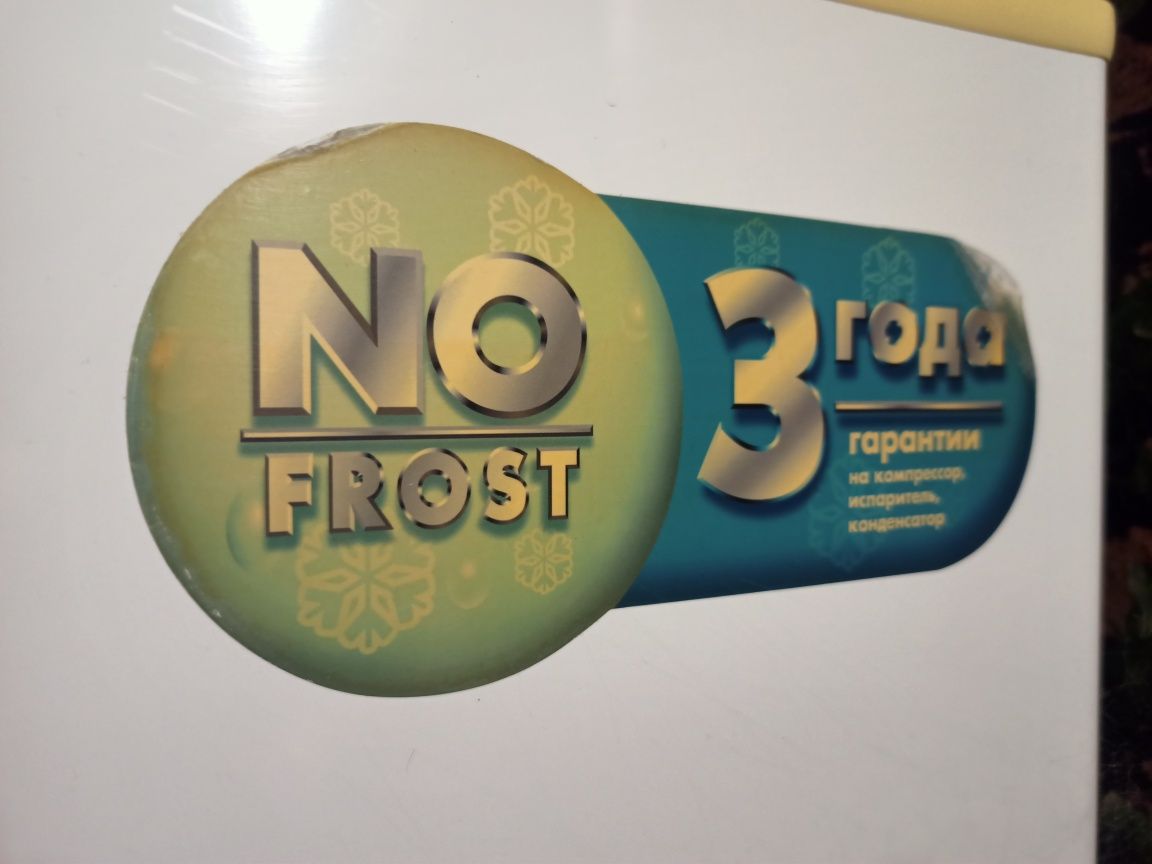 NO
FROST
3 года
гарантии
на компрессор,
испаритель,
конденсатор